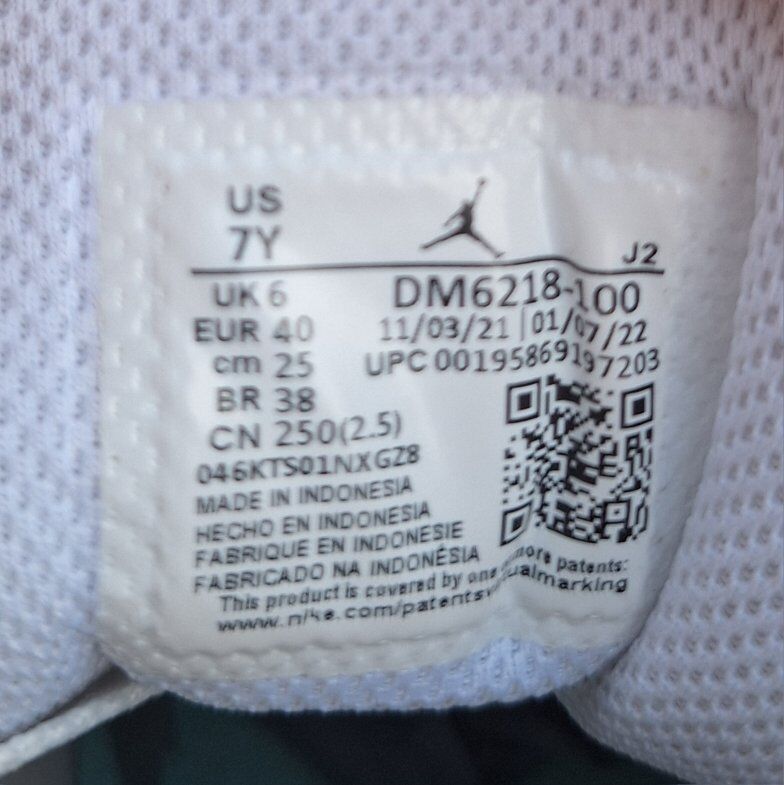 US
7Y
J2
UK 6
EUR 40
cm 25
BR 38
CN 250(2.5)
DM6218-100
11/03/21 | 01/07/22
UPC 00195869197203
046KTS01NXGZ8
MADE IN INDONESIA
HECHO EN INDONESIA
FABRIQUE EN INDONESIE
FABRICADO NA INDONÉSIA
This product is covered by one more patents:
www.nike.com/patents